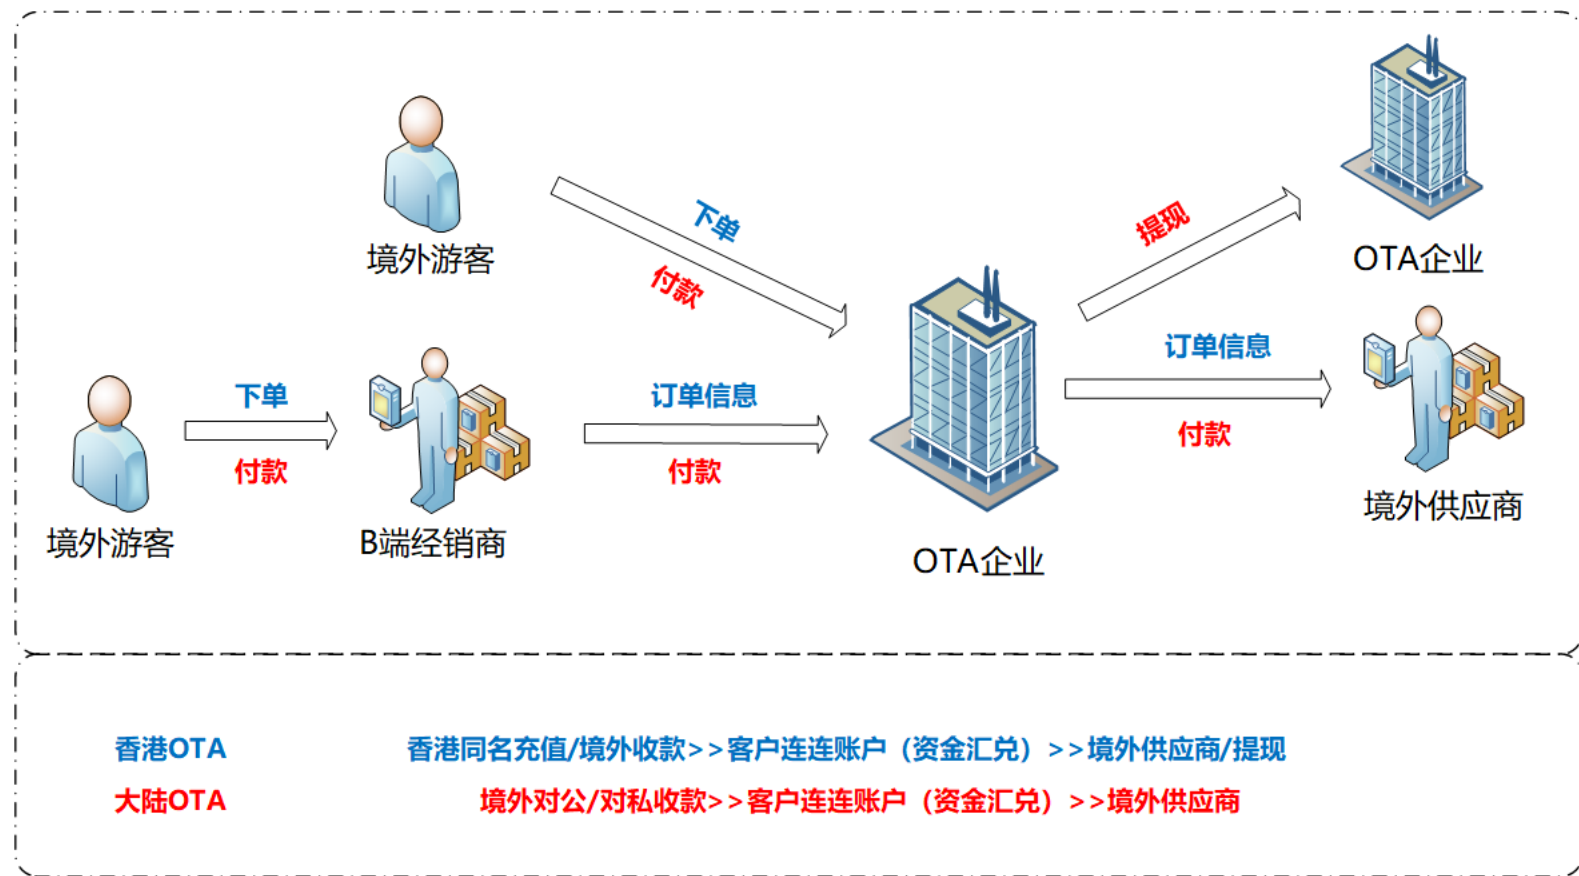 境外游客
下单
付款
提现
OTA企业
境外游客
下单
付款
B端经销商
订单信息
付款
OTA企业
订单信息
付款
境外供应商
香港OTA
香港同名充值/境外收款>>客户连连账户（资金汇兑）>>境外供应商/提现
大陆OTA
境外对公/对私收款>>客户连连账户（资金汇兑）>>境外供应商